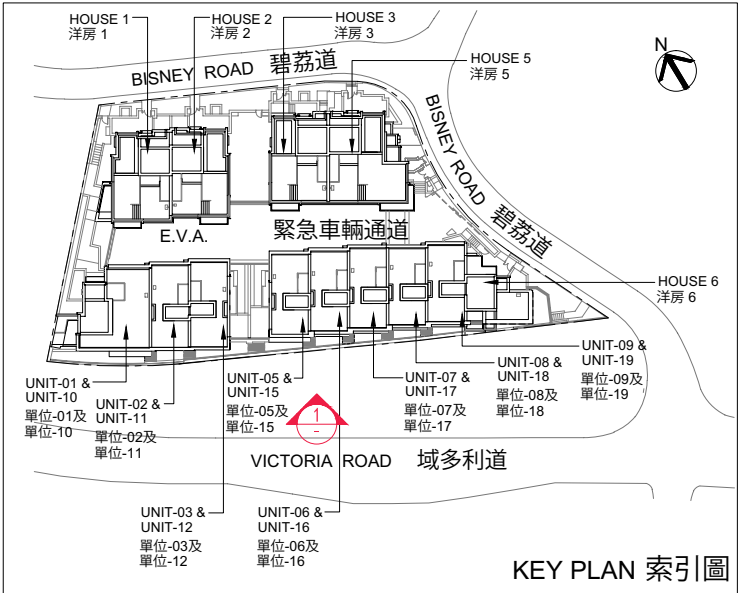 HOUSE 1
洋房 1
HOUSE 2
洋房 2
HOUSE 3
洋房 3
HOUSE 5
洋房 5
N
BISNEY ROAD 碧荔道
BISNEY ROAD 碧荔道
E.V.A. 緊急車輛通道
HOUSE 6
洋房 6
UNIT-01 &
UNIT-10
單位-01及
單位-10
UNIT-02 &
UNIT-11
單位-02及
單位-11
UNIT-05 &
UNIT-15
單位-05及
單位-15
UNIT-07 &
UNIT-17
單位-07及
單位-17
UNIT-08 &
UNIT-18
單位-08及
單位-18
UNIT-09 &
UNIT-19
單位-09及
單位-19
1
-
VICTORIA ROAD 域多利道
UNIT-03 &
UNIT-12
單位-03及
單位-12
UNIT-06 &
UNIT-16
單位-06及
單位-16
KEY PLAN 索引圖